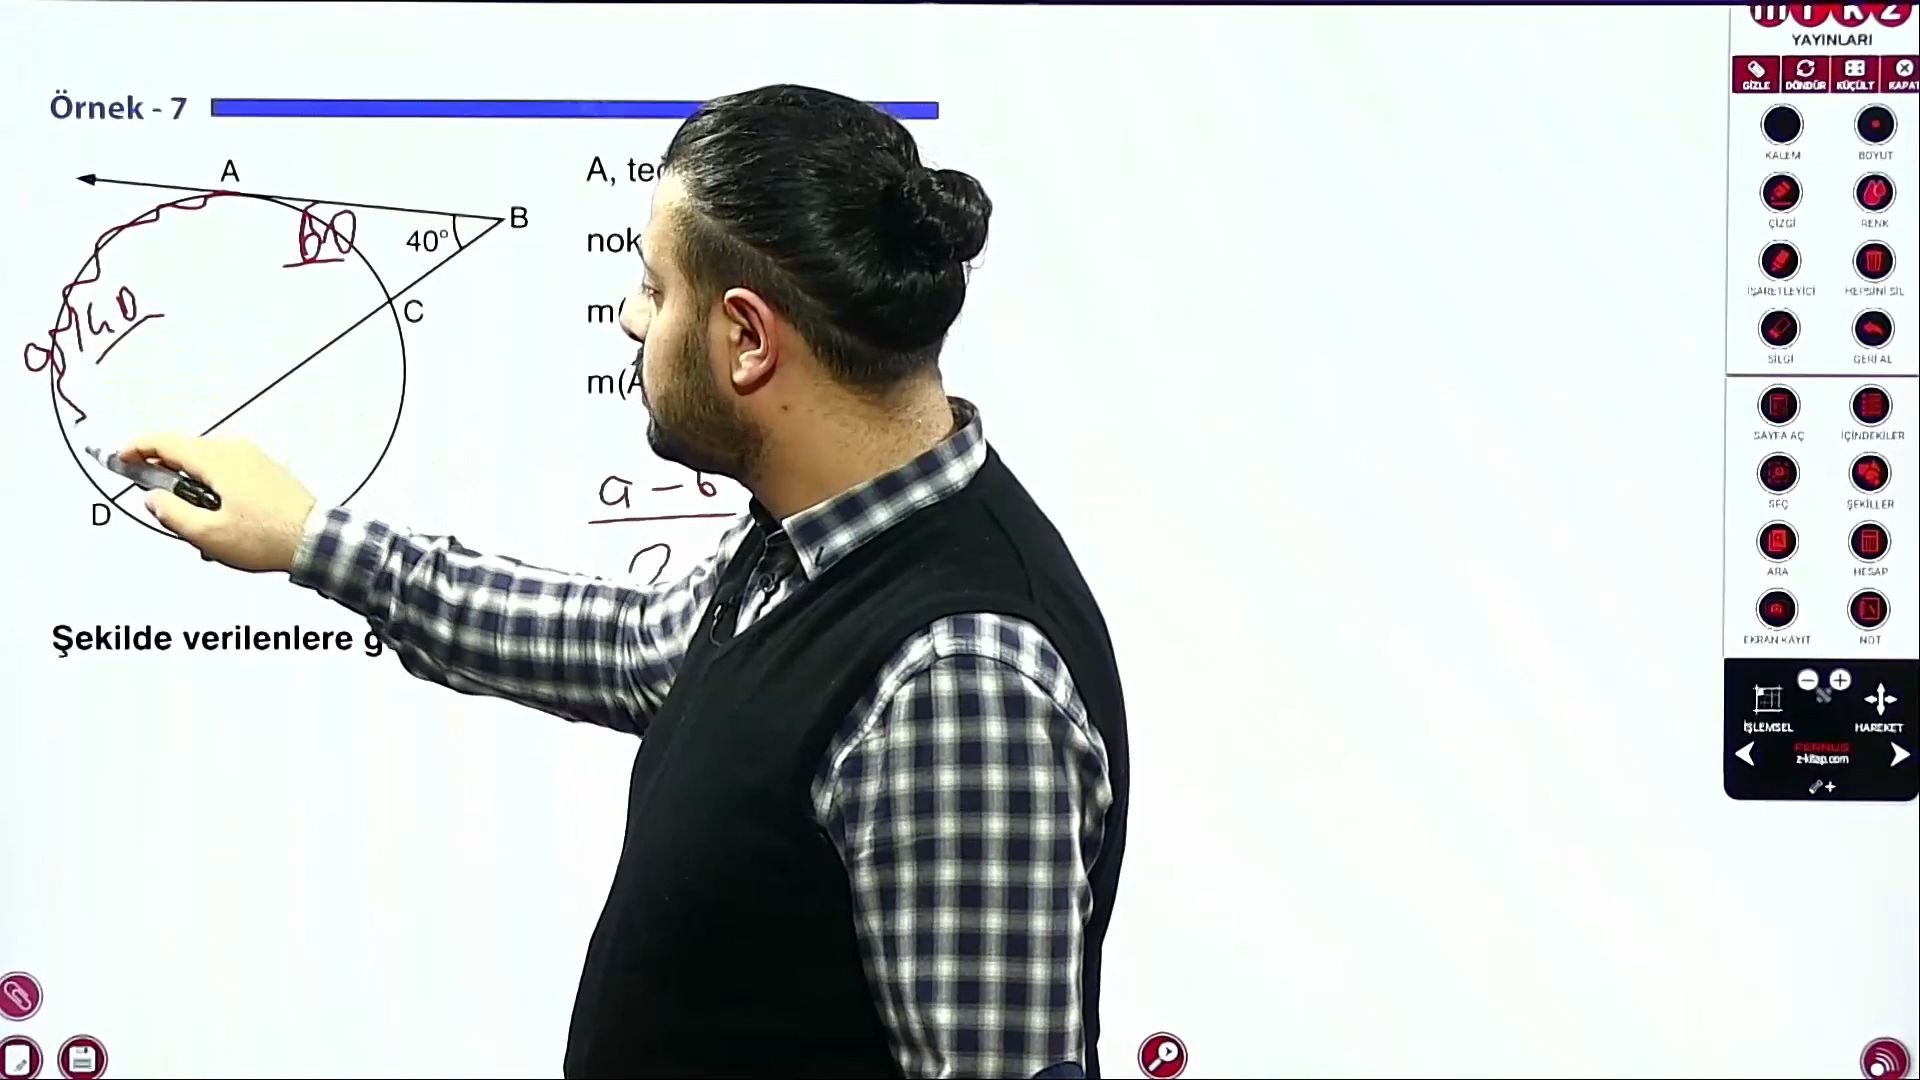 YAYINLARI
GİZLE
DÖNDÜR
KÜÇÜLT
KAPAT
KALEM
BOYUT
ÇİZGİ
RENK
İŞARETLEYİCİ
HEPSİNİ SİL
SİLGİ
GERİ AL
SAYFA AÇ
İÇİNDEKİLER
SEÇ
ŞEKİLLER
ARA
HESAP
EKRAN KAYIT
NOT
İŞLEMSEL
HAREKET
FERNUS
z-kitap.com
Örnek - 7
A
B
40°
C
D
60
140
a
A,
m(
a - b
2
Şekilde verilenlere